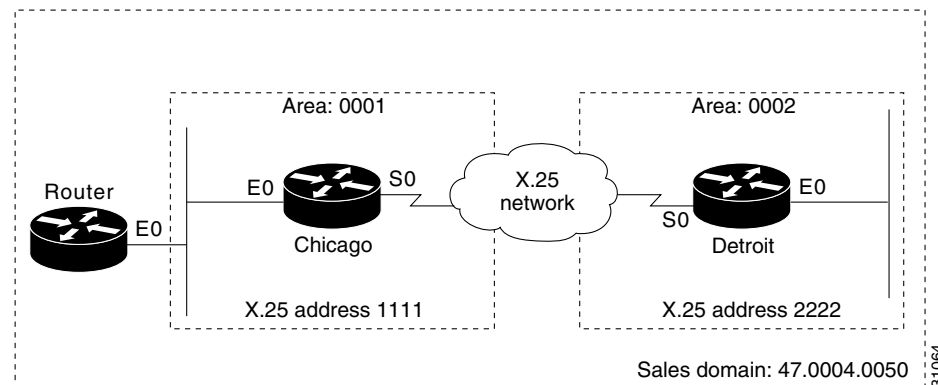 Area: 0001
Area: 0002
Router
E0
E0
S0
Chicago
X.25
network
S0
E0
Detroit
X.25 address 1111
X.25 address 2222
Sales domain: 47.0004.0050